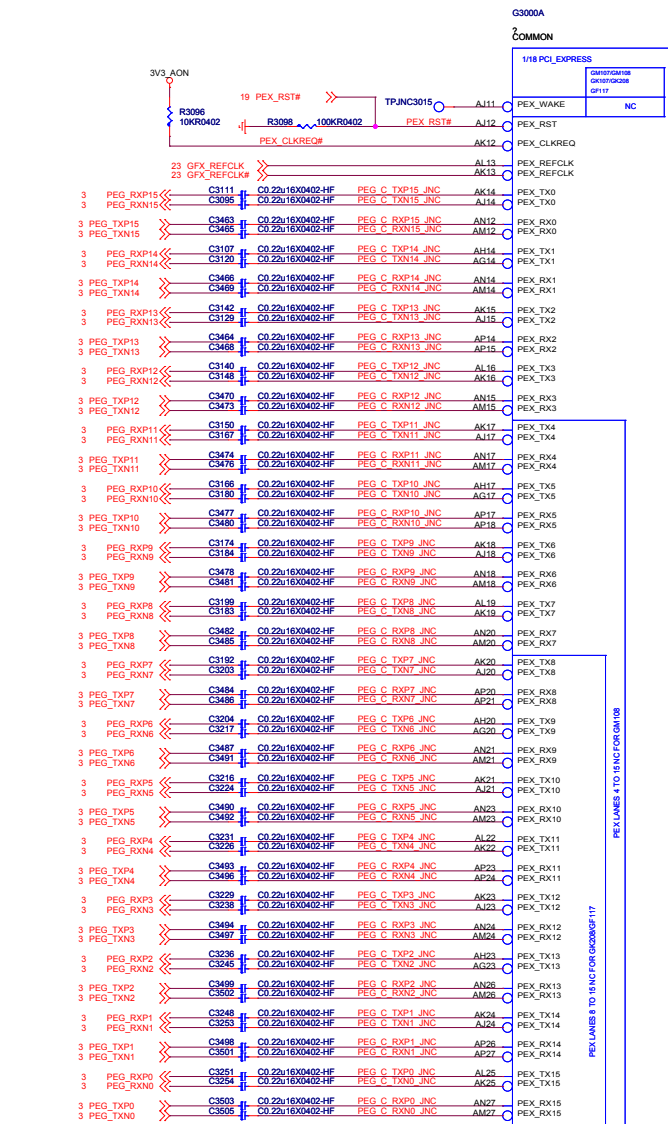 G3000A
?
COMMON
1/18 PCI_EXPRESS
GM107/GM108
GK107/GK208
GF117
NC
3V3_AON
19 PEX_RST#
TPJNC3015 AJ11 PEX_WAKE
R3096
10KR0402
R3098 100KR0402 PEX_RST# AJ12 PEX_RST
PEX_CLKREQ# AK12 PEX_CLKREQ
23 GFX_REFCLK AL13 PEX_REFCLK
23 GFX_REFCLK# AK13 PEX_REFCLK
3 PEG_RXP15 C3111 C0.22u16X0402-HF PEG_C_TXP15_JNC AK14 PEX_TX0
3 PEG_RXN15 C3095 C0.22u16X0402-HF PEG_C_TXN15_JNC AJ14 PEX_TX0
3 PEG_TXP15 C3463 C0.22u16X0402-HF PEG_C_RXP15_JNC AN12 PEX_RX0
3 PEG_TXN15 C3465 C0.22u16X0402-HF PEG_C_RXN15_JNC AM12 PEX_RX0
3 PEG_RXP14 C3107 C0.22u16X0402-HF PEG_C_TXP14_JNC AH14 PEX_TX1
3 PEG_RXN14 C3120 C0.22u16X0402-HF PEG_C_TXN14_JNC AG14 PEX_TX1
3 PEG_TXP14 C3466 C0.22u16X0402-HF PEG_C_RXP14_JNC AN14 PEX_RX1
3 PEG_TXN14 C3469 C0.22u16X0402-HF PEG_C_RXN14_JNC AM14 PEX_RX1
3 PEG_RXP13 C3142 C0.22u16X0402-HF PEG_C_TXP13_JNC AK15 PEX_TX2
3 PEG_RXN13 C3129 C0.22u16X0402-HF PEG_C_TXN13_JNC AJ15 PEX_TX2
3 PEG_TXP13 C3464 C0.22u16X0402-HF PEG_C_RXP13_JNC AP14 PEX_RX2
3 PEG_TXN13 C3468 C0.22u16X0402-HF PEG_C_RXN13_JNC AP15 PEX_RX2
3 PEG_RXP12 C3140 C0.22u16X0402-HF PEG_C_TXP12_JNC AL16 PEX_TX3
3 PEG_RXN12 C3148 C0.22u16X0402-HF PEG_C_TXN12_JNC AK16 PEX_TX3
3 PEG_TXP12 C3470 C0.22u16X0402-HF PEG_C_RXP12_JNC AN15 PEX_RX3
3 PEG_TXN12 C3473 C0.22u16X0402-HF PEG_C_RXN12_JNC AM15 PEX_RX3
3 PEG_RXP11 C3150 C0.22u16X0402-HF PEG_C_TXP11_JNC AK17 PEX_TX4
3 PEG_RXN11 C3167 C0.22u16X0402-HF PEG_C_TXN11_JNC AJ17 PEX_TX4
3 PEG_TXP11 C3474 C0.22u16X0402-HF PEG_C_RXP11_JNC AN17 PEX_RX4
3 PEG_TXN11 C3476 C0.22u16X0402-HF PEG_C_RXN11_JNC AM17 PEX_RX4
3 PEG_RXP10 C3166 C0.22u16X0402-HF PEG_C_TXP10_JNC AH17 PEX_TX5
3 PEG_RXN10 C3180 C0.22u16X0402-HF PEG_C_TXN10_JNC AG17 PEX_TX5
3 PEG_TXP10 C3477 C0.22u16X0402-HF PEG_C_RXP10_JNC AP17 PEX_RX5
3 PEG_TXN10 C3480 C0.22u16X0402-HF PEG_C_RXN10_JNC AP18 PEX_RX5
3 PEG_RXP9 C3174 C0.22u16X0402-HF PEG_C_TXP9_JNC AK18 PEX_TX6
3 PEG_RXN9 C3184 C0.22u16X0402-HF PEG_C_TXN9_JNC AJ18 PEX_TX6
3 PEG_TXP9 C3478 C0.22u16X0402-HF PEG_C_RXP9_JNC AN18 PEX_RX6
3 PEG_TXN9 C3481 C0.22u16X0402-HF PEG_C_RXN9_JNC AM18 PEX_RX6
3 PEG_RXP8 C3199 C0.22u16X0402-HF PEG_C_TXP8_JNC AL19 PEX_TX7
3 PEG_RXN8 C3183 C0.22u16X0402-HF PEG_C_TXN8_JNC AK19 PEX_TX7
3 PEG_TXP8 C3482 C0.22u16X0402-HF PEG_C_RXP8_JNC AN20 PEX_RX7
3 PEG_TXN8 C3485 C0.22u16X0402-HF PEG_C_RXN8_JNC AM20 PEX_RX7
3 PEG_RXP7 C3192 C0.22u16X0402-HF PEG_C_TXP7_JNC AK20 PEX_TX8
3 PEG_RXN7 C3203 C0.22u16X0402-HF PEG_C_TXN7_JNC AJ20 PEX_TX8
3 PEG_TXP7 C3484 C0.22u16X0402-HF PEG_C_RXP7_JNC AP20 PEX_RX8
3 PEG_TXN7 C3486 C0.22u16X0402-HF PEG_C_RXN7_JNC AP21 PEX_RX8
3 PEG_RXP6 C3204 C0.22u16X0402-HF PEG_C_TXP6_JNC AH20 PEX_TX9
3 PEG_RXN6 C3217 C0.22u16X0402-HF PEG_C_TXN6_JNC AG20 PEX_TX9
3 PEG_TXP6 C3487 C0.22u16X0402-HF PEG_C_RXP6_JNC AN21 PEX_RX9
3 PEG_TXN6 C3491 C0.22u16X0402-HF PEG_C_RXN6_JNC AM21 PEX_RX9
3 PEG_RXP5 C3216 C0.22u16X0402-HF PEG_C_TXP5_JNC AK21 PEX_TX10
3 PEG_RXN5 C3224 C0.22u16X0402-HF PEG_C_TXN5_JNC AJ21 PEX_TX10
3 PEG_TXP5 C3490 C0.22u16X0402-HF PEG_C_RXP5_JNC AN23 PEX_RX10
3 PEG_TXN5 C3492 C0.22u16X0402-HF PEG_C_RXN5_JNC AM23 PEX_RX10
3 PEG_RXP4 C3231 C0.22u16X0402-HF PEG_C_TXP4_JNC AL22 PEX_TX11
3 PEG_RXN4 C3226 C0.22u16X0402-HF PEG_C_TXN4_JNC AK22 PEX_TX11
3 PEG_TXP4 C3493 C0.22u16X0402-HF PEG_C_RXP4_JNC AP23 PEX_RX11
3 PEG_TXN4 C3496 C0.22u16X0402-HF PEG_C_RXN4_JNC AP24 PEX_RX11
3 PEG_RXP3 C3229 C0.22u16X0402-HF PEG_C_TXP3_JNC AK23 PEX_TX12
3 PEG_RXN3 C3238 C0.22u16X0402-HF PEG_C_TXN3_JNC AJ23 PEX_TX12
3 PEG_TXP3 C3494 C0.22u16X0402-HF PEG_C_RXP3_JNC AN24 PEX_RX12
3 PEG_TXN3 C3497 C0.22u16X0402-HF PEG_C_RXN3_JNC AM24 PEX_RX12
3 PEG_RXP2 C3236 C0.22u16X0402-HF PEG_C_TXP2_JNC AH23 PEX_TX13
3 PEG_RXN2 C3245 C0.22u16X0402-HF PEG_C_TXN2_JNC AG23 PEX_TX13
3 PEG_TXP2 C3499 C0.22u16X0402-HF PEG_C_RXP2_JNC AN26 PEX_RX13
3 PEG_TXN2 C3502 C0.22u16X0402-HF PEG_C_RXN2_JNC AM26 PEX_RX13
3 PEG_RXP1 C3248 C0.22u16X0402-HF PEG_C_TXP1_JNC AK24 PEX_TX14
3 PEG_RXN1 C3253 C0.22u16X0402-HF PEG_C_TXN1_JNC AJ24 PEX_TX14
3 PEG_TXP1 C3498 C0.22u16X0402-HF PEG_C_RXP1_JNC AP26 PEX_RX14
3 PEG_TXN1 C3501 C0.22u16X0402-HF PEG_C_RXN1_JNC AP27 PEX_RX14
3 PEG_RXP0 C3251 C0.22u16X0402-HF PEG_C_TXP0_JNC AL25 PEX_TX15
3 PEG_RXN0 C3254 C0.22u16X0402-HF PEG_C_TXN0_JNC AK25 PEX_TX15
3 PEG_TXP0 C3503 C0.22u16X0402-HF PEG_C_RXP0_JNC AN27 PEX_RX15
3 PEG_TXN0 C3505 C0.22u16X0402-HF PEG_C_RXN0_JNC AM27 PEX_RX15
PEX LANES 8 TO 15 NC FOR GK208/GF117
PEX LANES 4 TO 15 NC FOR GM108